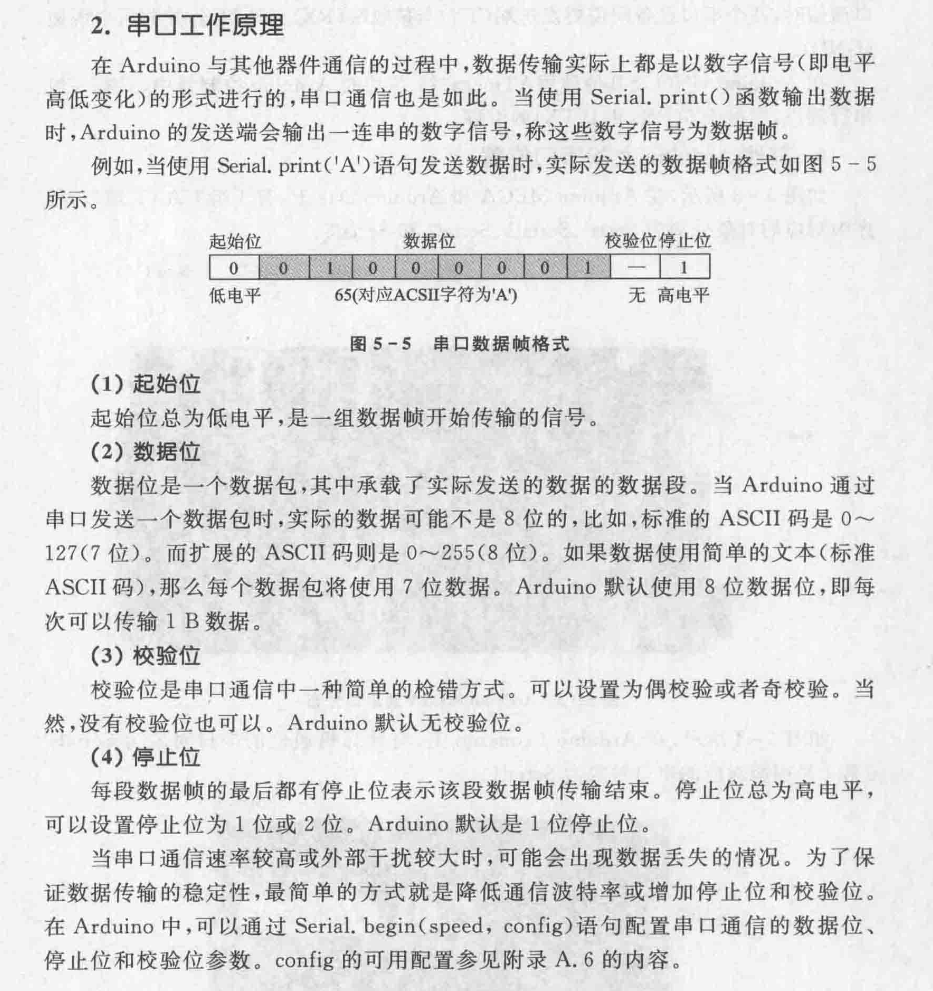 2. 串口工作原理
在 Arduino 与其他器件通信的过程中,数据传输实际上都是以数字信号(即电平
高低变化)的形式进行的,串口通信也是如此。当使用 Serial. print()函数输出数据
时,Arduino 的发送端会输出一连串的数字信号,称这些数字信号为数据帧。
例如,当使用 Serial. print('A')语句发送数据时,实际发送的数据帧格式如图 5-5
所示。
起始位 数据位 校验位 停止位
0 0 1 0 0 0 0 0 1 — 1
低电平 65(对应ACSII字符为'A') 无 高电平
图 5-5 串口数据帧格式
(1) 起始位
起始位总为低电平,是一组数据帧开始传输的信号。
(2) 数据位
数据位是一个数据包,其中承载了实际发送的数据的数据段。当 Arduino 通过
串口发送一个数据包时,实际的数据可能不是 8 位的,比如,标准的 ASCII 码是 0~
127(7 位)。而扩展的 ASCII 码则是 0~255(8 位)。如果数据使用简单的文本(标准
ASCII 码),那么每个数据包将使用 7 位数据。Arduino 默认使用 8 位数据位,即每
次可以传输 1 B 数据。
(3) 校验位
校验位是串口通信中一种简单的检错方式。可以设置为偶校验或者奇校验。当
然,没有校验位也可以。Arduino 默认无校验位。
(4) 停止位
每段数据帧的最后都有停止位表示该段数据帧传输结束。停止位总为高电平,
可以设置停止位为 1 位或 2 位。Arduino 默认是 1 位停止位。
当串口通信速率较高或外部干扰较大时,可能会出现数据丢失的情况。为了保
证数据传输的稳定性,最简单的方式就是降低通信波特率或增加停止位和校验位。
在 Arduino 中,可以通过 Serial. begin(speed, config)语句配置串口通信的数据位、
停止位和校验位参数。config 的可用配置参见附录 A. 6 的内容。